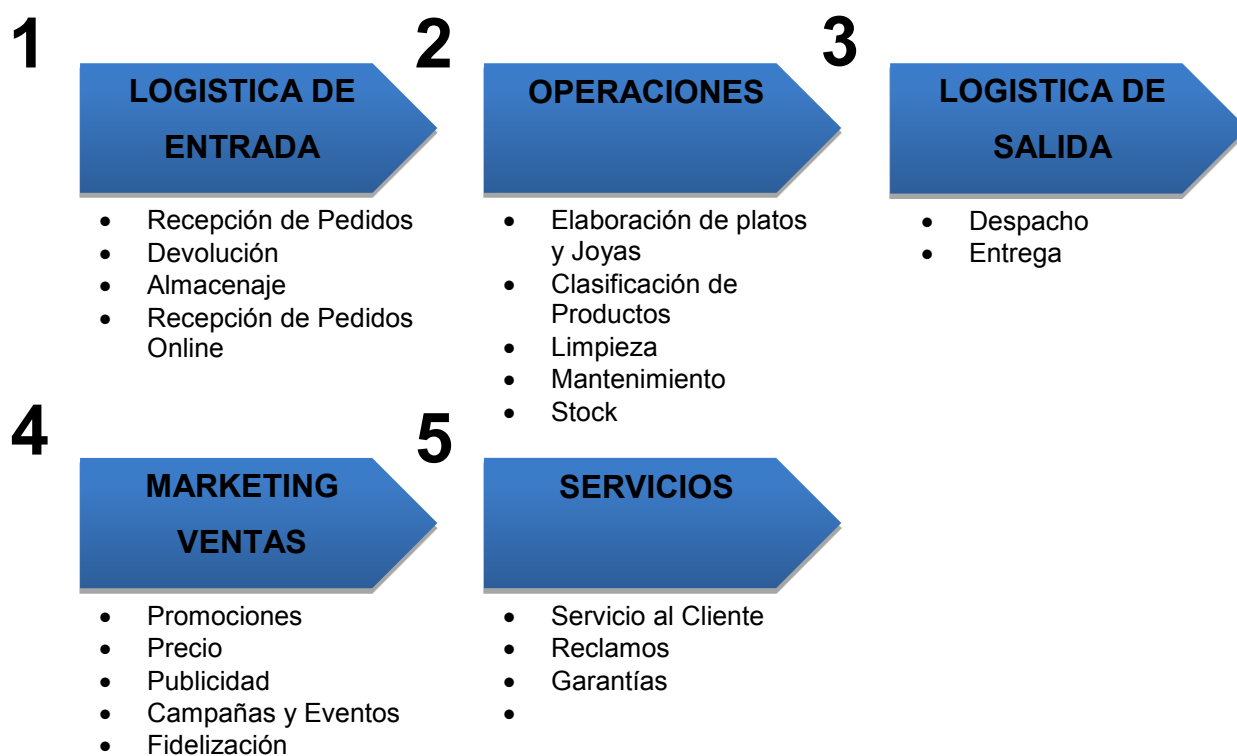 1
LOGISTICA DE
ENTRADA
• Recepción de Pedidos
• Devolución
• Almacenaje
• Recepción de Pedidos
Online
2
OPERACIONES
• Elaboración de platos
y Joyas
• Clasificación de
Productos
• Limpieza
• Mantenimiento
• Stock
3
LOGISTICA DE
SALIDA
• Despacho
• Entrega
4
MARKETING
VENTAS
• Promociones
• Precio
• Publicidad
• Campañas y Eventos
• Fidelización
5
SERVICIOS
• Servicio al Cliente
• Reclamos
• Garantías
•